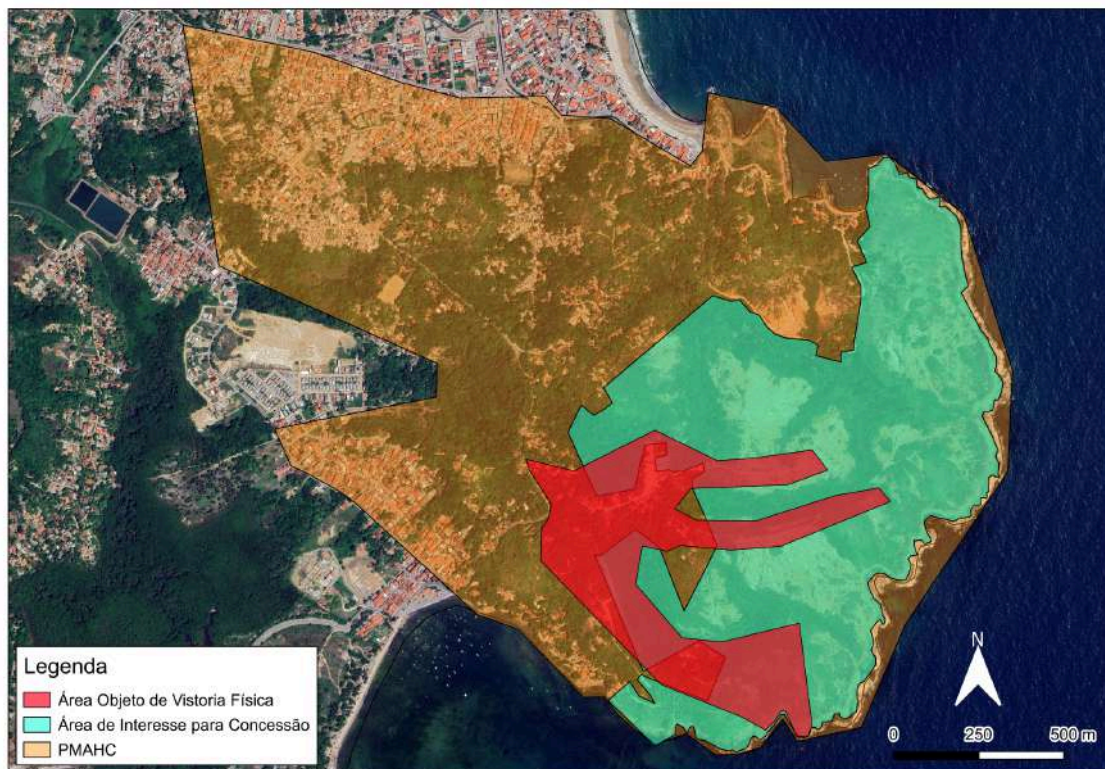 N
0 250 500 m
Legenda
Área Objeto de Vistoria Física
Área de Interesse para Concessão
PMAHC